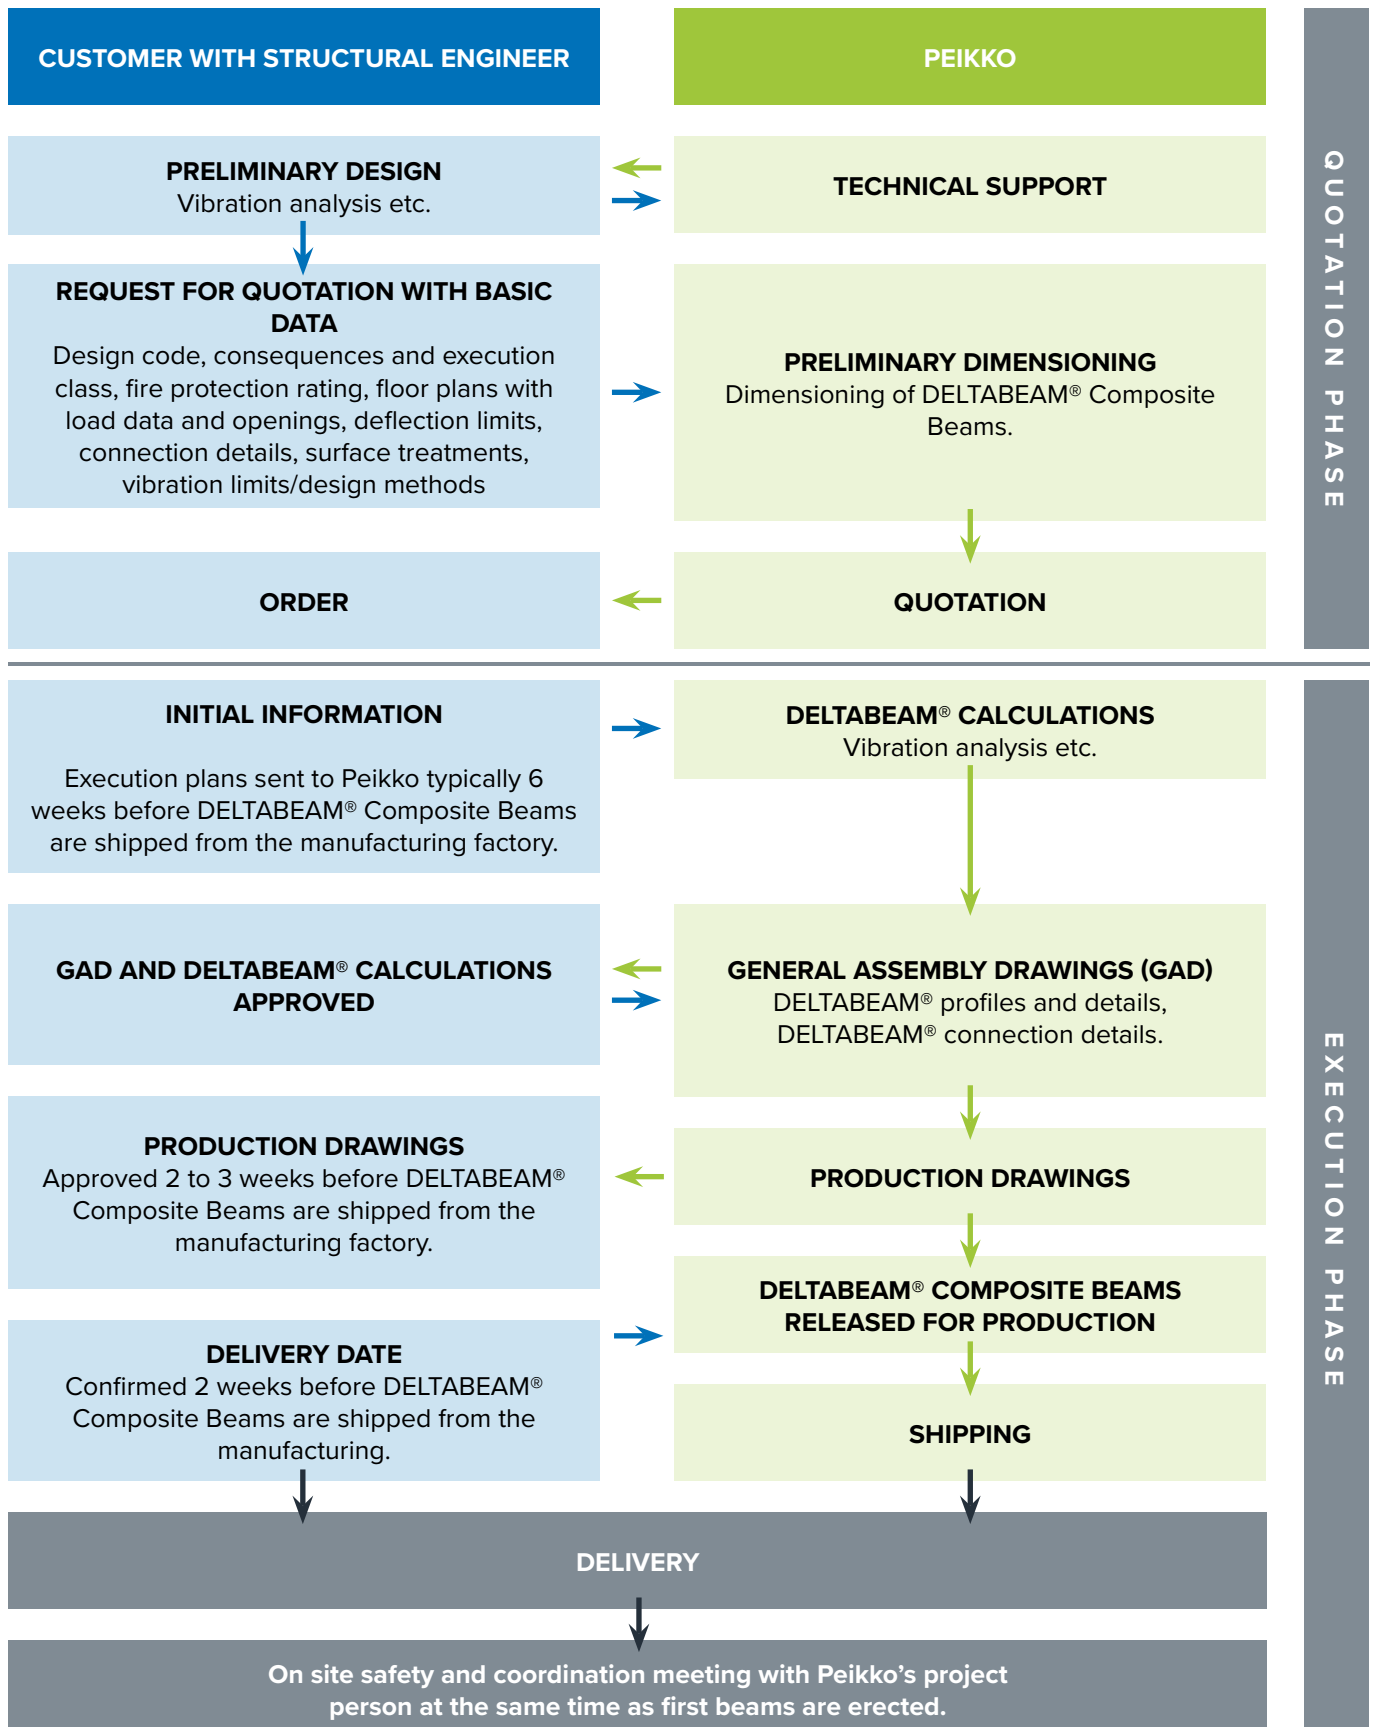 CUSTOMER WITH STRUCTURAL ENGINEER
PEIKKO
QUOTATION PHASE
PRELIMINARY DESIGN
Vibration analysis etc.
TECHNICAL SUPPORT
REQUEST FOR QUOTATION WITH BASIC
DATA
Design code, consequences and execution
class, fire protection rating, floor plans with
load data and openings, deflection limits,
connection details, surface treatments,
vibration limits/design methods
PRELIMINARY DIMENSIONING
Dimensioning of DELTABEAM® Composite
Beams.
ORDER
QUOTATION
EXECUTION PHASE
INITIAL INFORMATION
Execution plans sent to Peikko typically 6
weeks before DELTABEAM® Composite Beams
are shipped from the manufacturing factory.
DELTABEAM® CALCULATIONS
Vibration analysis etc.
GAD AND DELTABEAM® CALCULATIONS
APPROVED
GENERAL ASSEMBLY DRAWINGS (GAD)
DELTABEAM® profiles and details,
DELTABEAM® connection details.
PRODUCTION DRAWINGS
Approved 2 to 3 weeks before DELTABEAM®
Composite Beams are shipped from the
manufacturing factory.
PRODUCTION DRAWINGS
DELTABEAM® COMPOSITE BEAMS
RELEASED FOR PRODUCTION
DELIVERY DATE
Confirmed 2 weeks before DELTABEAM®
Composite Beams are shipped from the
manufacturing.
SHIPPING
DELIVERY
On site safety and coordination meeting with Peikko's project
person at the same time as first beams are erected.